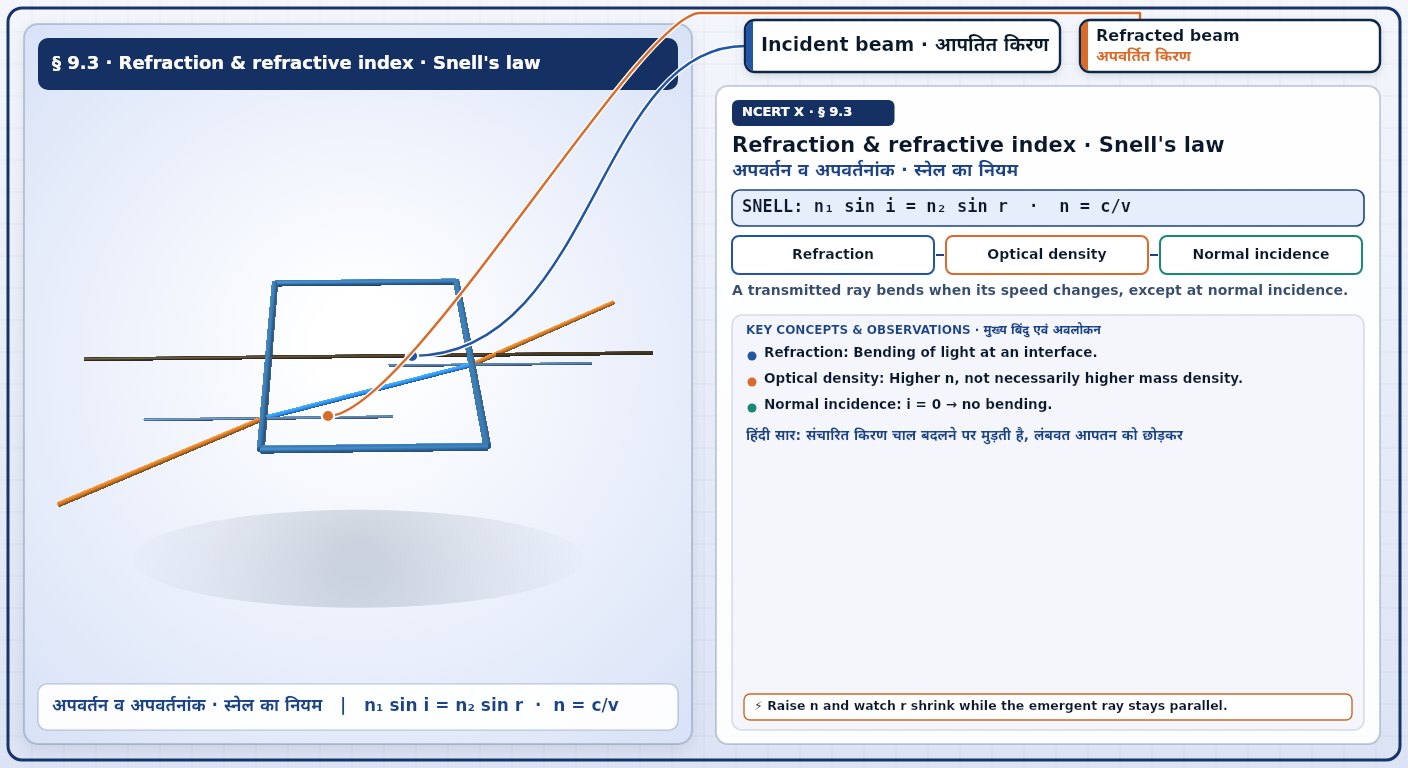 § 9.3 · Refraction & refractive index · Snell's law
Incident beam · आपतित किरण
Refracted beam
अपवर्तित किरण
NCERT X · § 9.3
Refraction & refractive index · Snell's law
अपवर्तन व अपवर्तनांक · स्नेल का नियम
SNELL: n₁ sin i = n₂ sin r · n = c/v
Refraction
Optical density
Normal incidence
A transmitted ray bends when its speed changes, except at normal incidence.
KEY CONCEPTS & OBSERVATIONS · मुख्य बिंदु एवं अवलोकन
Refraction: Bending of light at an interface.
Optical density: Higher n, not necessarily higher mass density.
Normal incidence: i = 0 → no bending.
हिंदी सार: संचारित किरण चाल बदलने पर मुड़ती है, लंबवत आपतन को छोड़कर
⚡ Raise n and watch r shrink while the emergent ray stays parallel.
अपवर्तन व अपवर्तनांक · स्नेल का नियम | n₁ sin i = n₂ sin r · n = c/v